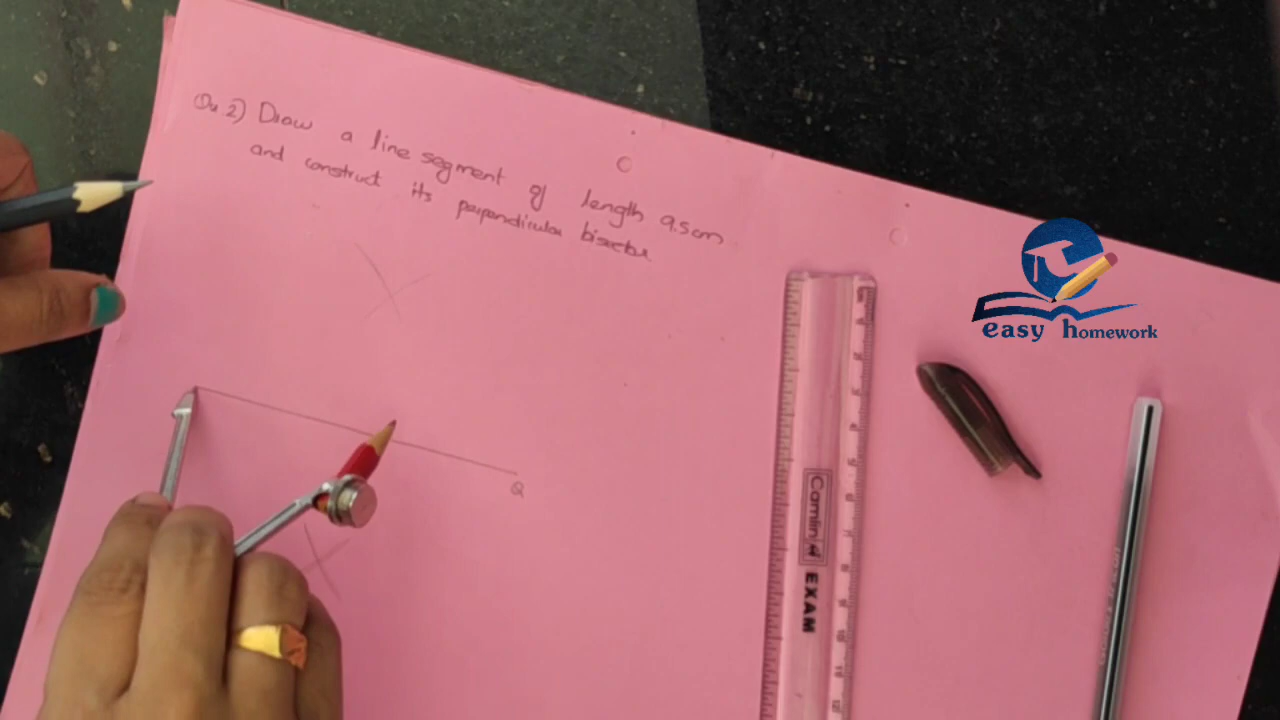 Qu.2) Draw a line segment of length 9.5cm
and construct its perpendicular bisector
easy homework
Q
Camlin
EXAM